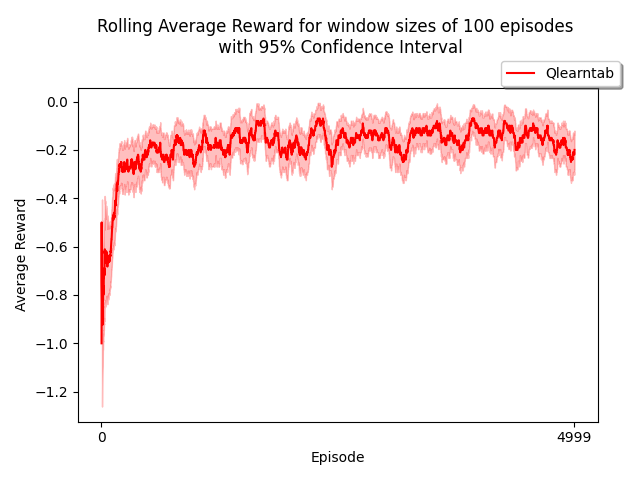 Rolling Average Reward for window sizes of 100 episodes
with 95% Confidence Interval
Qlearntab
0.0
−0.2
−0.4
−0.6
−0.8
−1.0
−1.2
Average Reward
0
4999
Episode